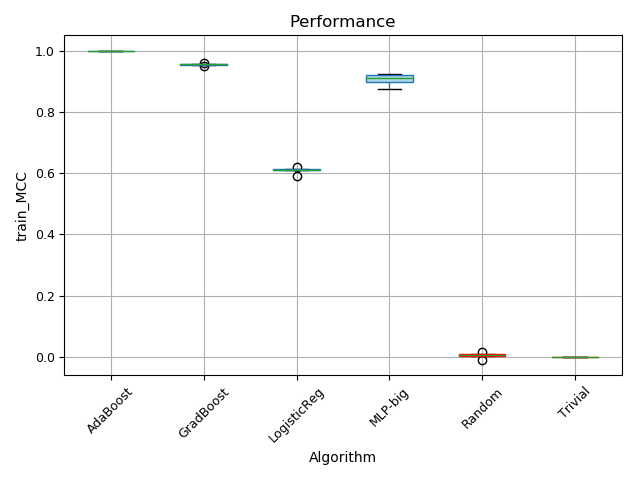 Performance
train_MCC
1.0
0.8
0.6
0.4
0.2
0.0
AdaBoost
GradBoost
LogisticReg
MLP-big
Random
Trivial
Algorithm